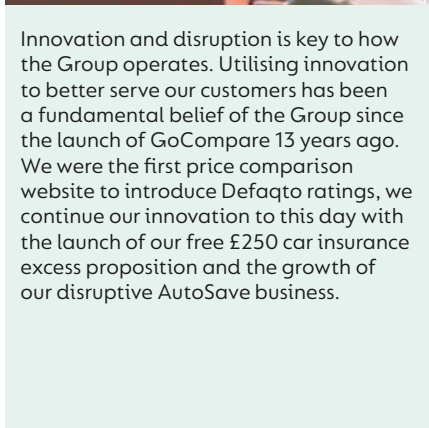 Innovation and disruption is key to how
the Group operates. Utilising innovation
to better serve our customers has been
a fundamental belief of the Group since
the launch of GoCompare 13 years ago.
We were the first price comparison
website to introduce Defaqto ratings, we
continue our innovation to this day with
the launch of our free £250 car insurance
excess proposition and the growth of
our disruptive AutoSave business.